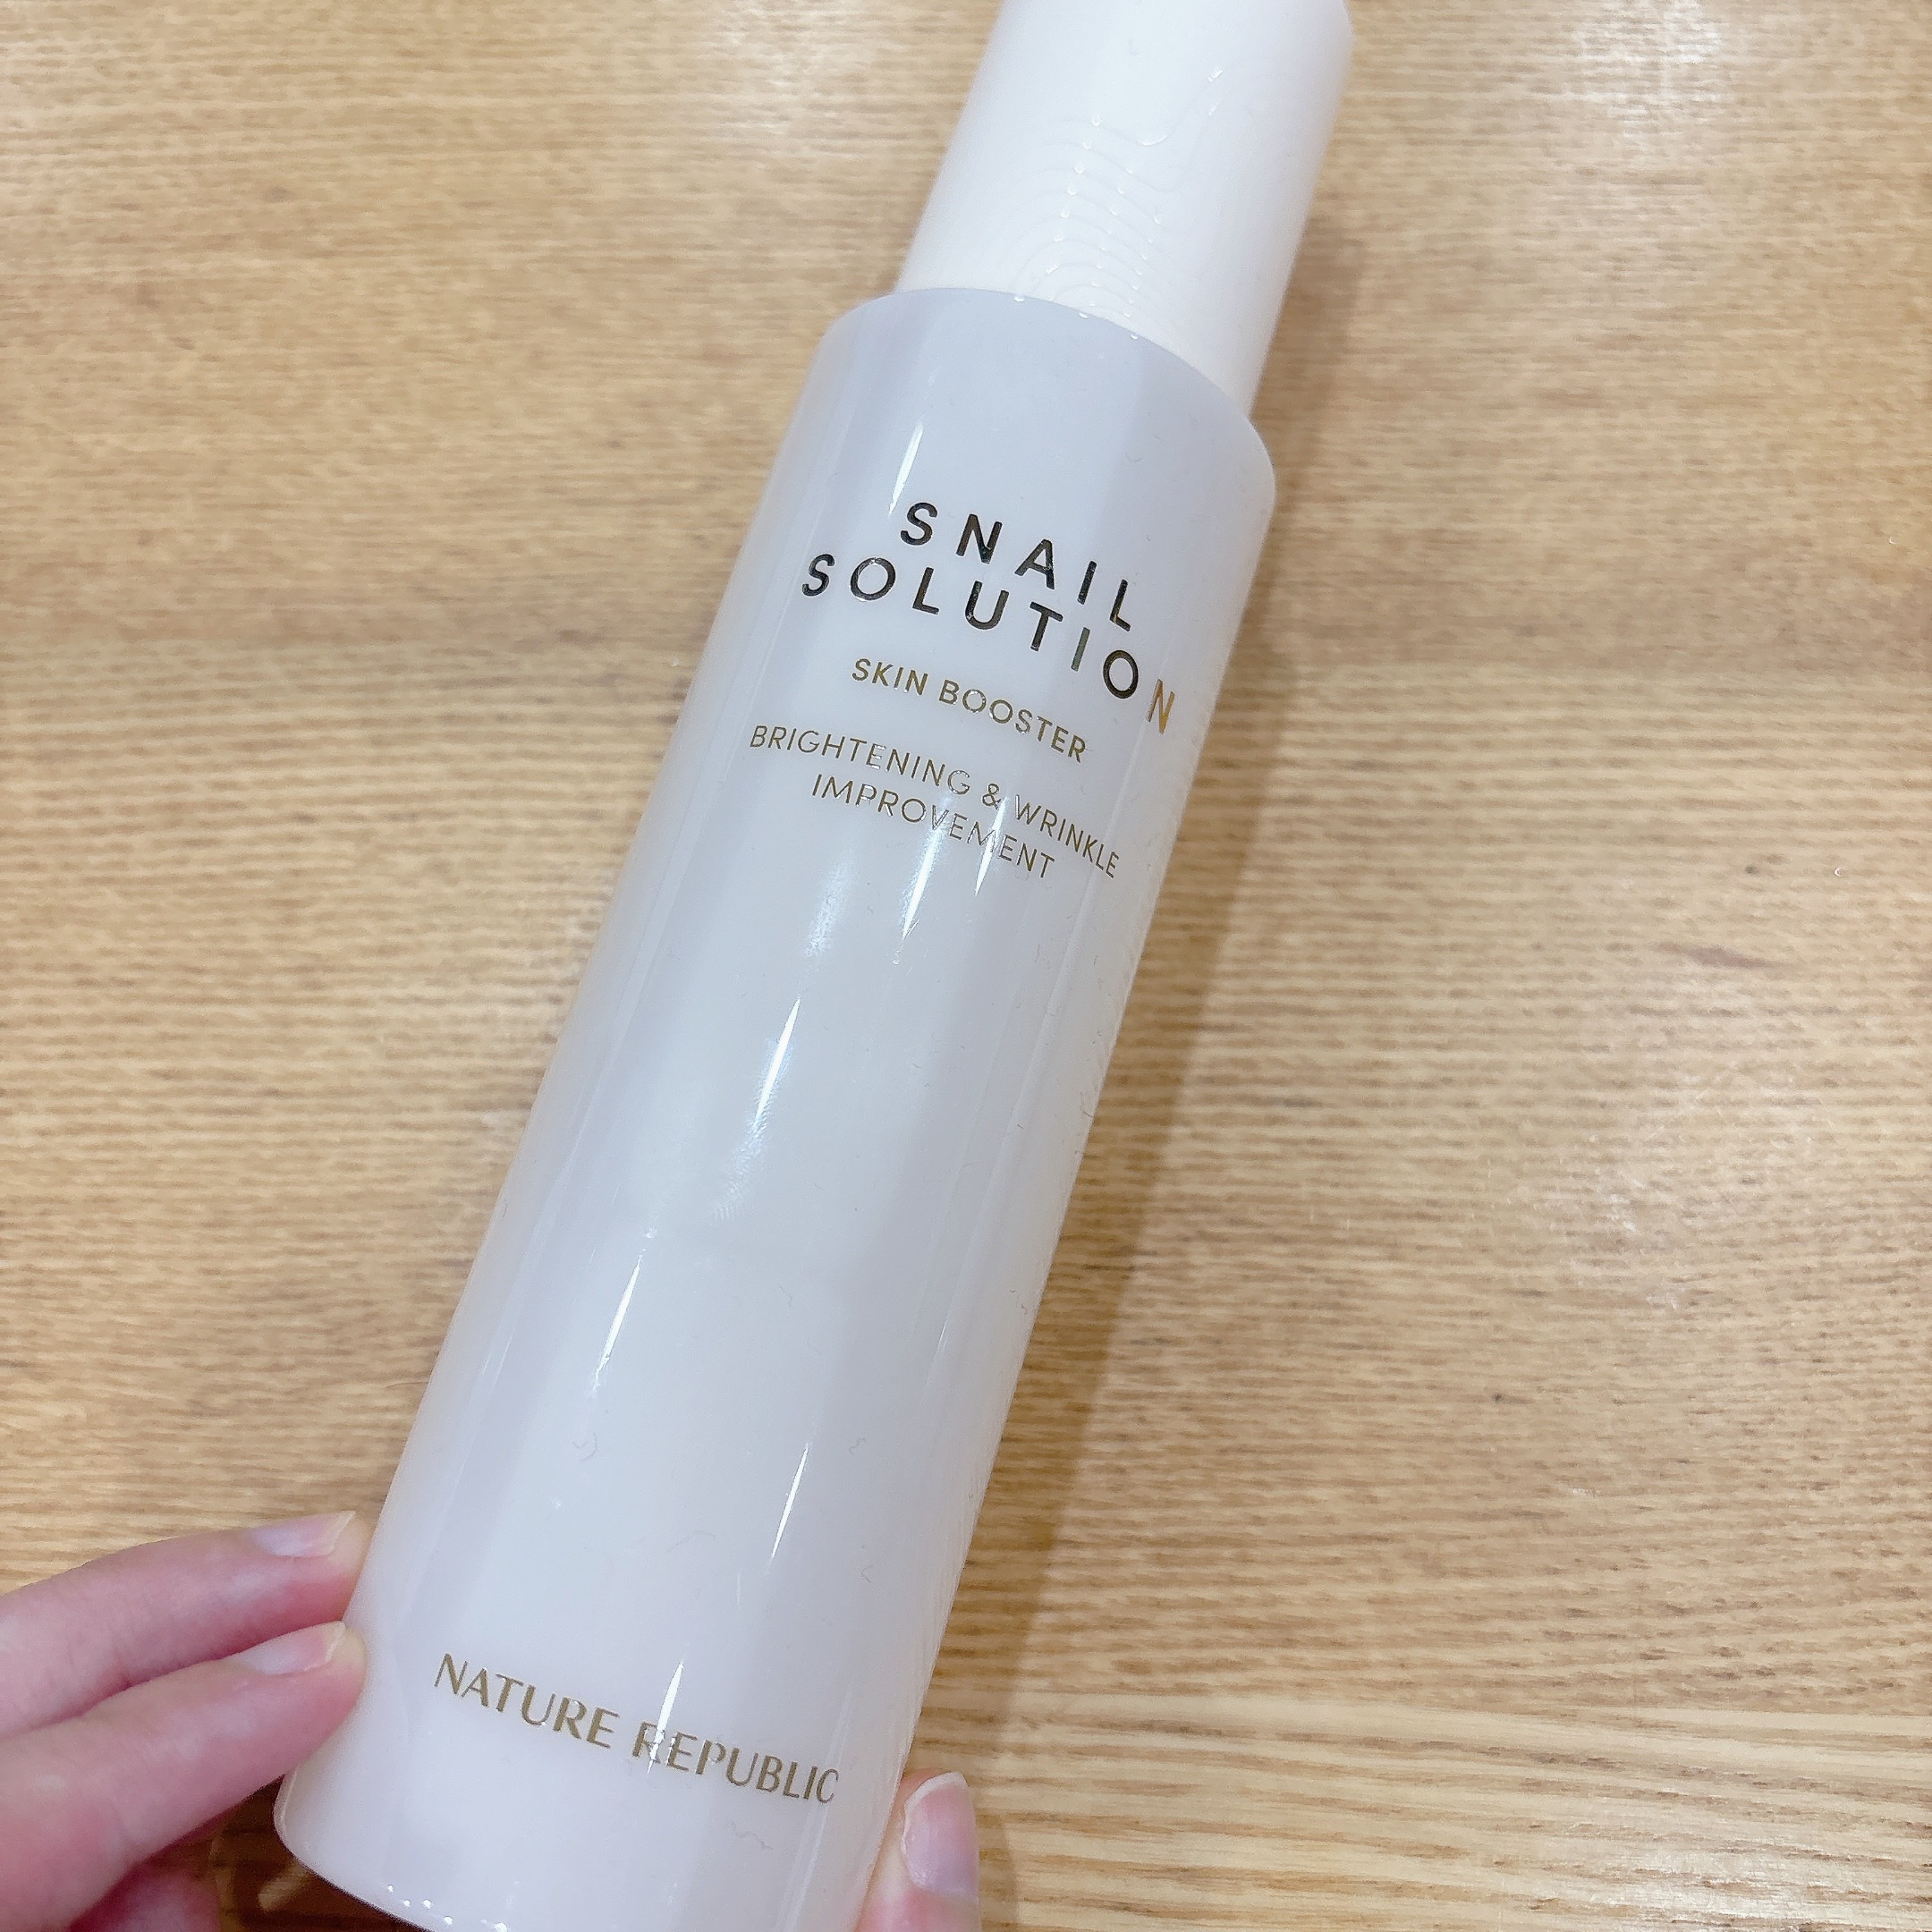 SNAIL
SOLUTION
SKIN BOOSTER
BRIGHTENING & WRINKLE
IMPROVEMENT
NATURE REPUBLIC